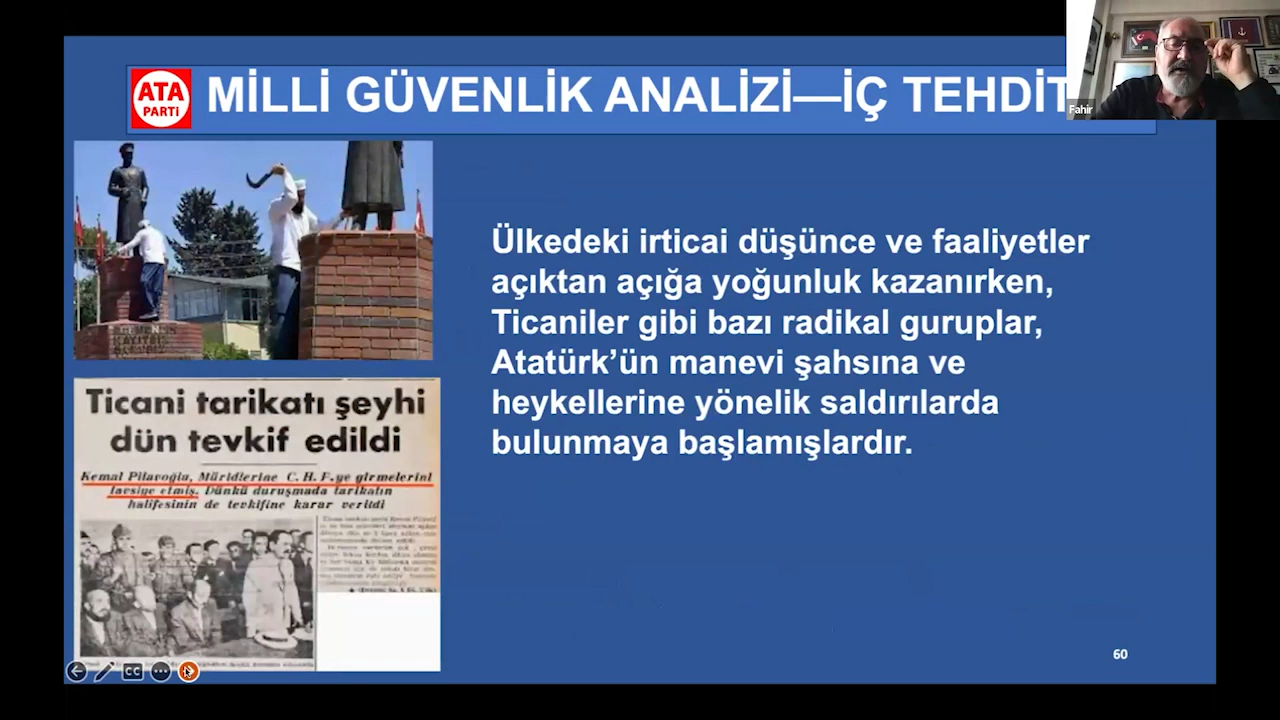 ATA
PARTİ
MİLLİ GÜVENLİK ANALİZİ—İÇ TEHDİT
Fahir
Ülkedeki irticai düşünce ve faaliyetler
açıktan açığa yoğunluk kazanırken,
Ticaniler gibi bazı radikal guruplar,
Atatürk’ün manevi şahsına ve
heykellerine yönelik saldırılarda
bulunmaya başlamışlardır.
Ticani tarikatı şeyhi
dün tevkif edildi
Kemal Pilavoğlu, Müridlerine C. H. F.ye girmelerini
tavsiye etmiş. Dünkü duruşmada tarikatın
halifesinin de tevkifine karar verildi
CC
60